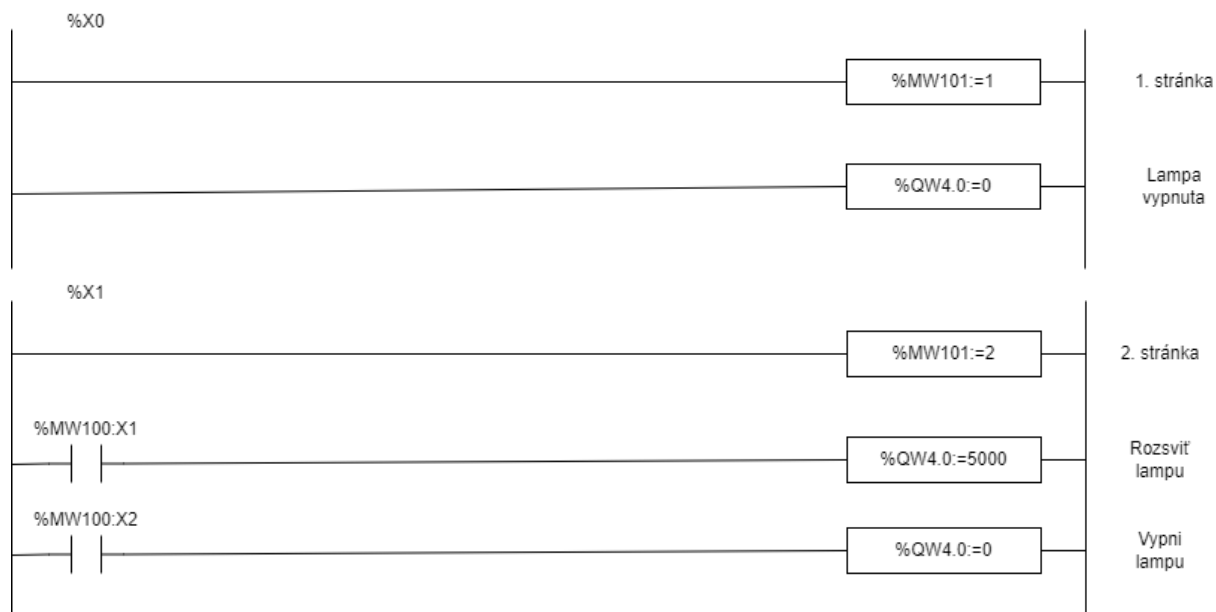 %X0
%MW101:=1
1. stránka
%QW4.0:=0
Lampa
vypnuta
%X1
%MW101:=2
2. stránka
%MW100:X1
%QW4.0:=5000
Rozsviť
lampu
%MW100:X2
%QW4.0:=0
Vypni
lampu